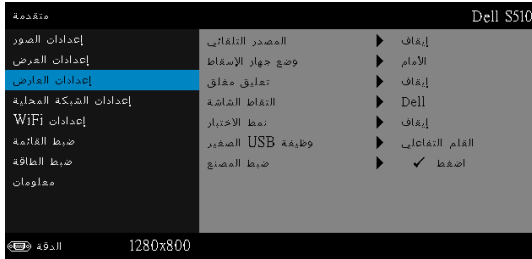 متقدمة Dell S510
إعدادات الصور
إعدادات العرض
إعدادات العارض
إعدادات الشبكة المحلية
إعدادات WiFi
ضبط القائمة
ضبط الطاقة
معلومات
المصدر التلقائي إيقاف
وضع جهاز الإسقاط الأمام
تعليق مغلق إيقاف
التقاط الشاشة Dell
نمط الاختبار إيقاف
وظيفة USB الصغير القلم التفاعلي
ضبط المصنع اضغط ✓
الدقة 1280x800